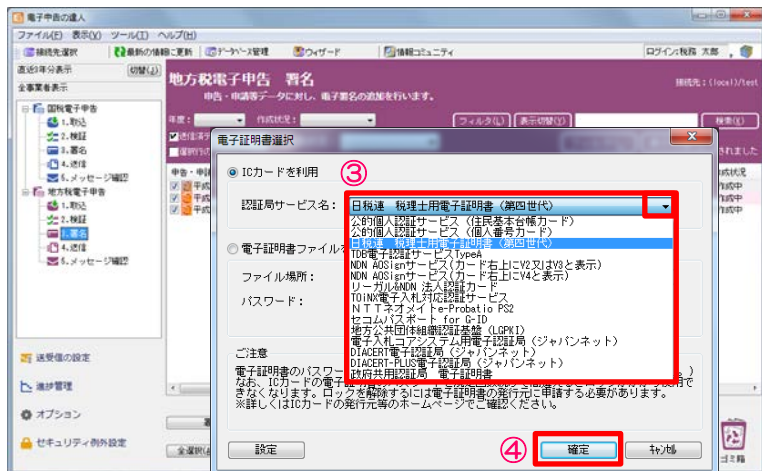 電子申告の達人
ファイル(F) 表示(V) ツール(T) ヘルプ(H)
接続先選択 最新の情報に更新 データベース管理 ウィザード 情報コミュニティ ログイン:税務 太郎
直近3年分表示 切替(J)
全事業者表示
地方税電子申告 署名
申告・申請等データに対し、電子署名の追加を行います。
接続先:(local)/test
年度: 作成状況: フィルタ(L) 表示切替(Y) 検索(K)
国税電子申告
1.取込
2.検証
3.署名
4.送信
5.メッセージ確認
地方税電子申告
1.取込
2.検証
3.署名
4.送信
5.メッセージ確認
送受信の設定
進捗管理
オプション
セキュリティ例外設定
電子証明書選択
ICカードを利用
③
認証局サービス名: 日税連 税理士用電子証明書(第四世代)
公的個人認証サービス(住民基本台帳カード)
公的個人認証サービス(個人番号カード)
日税連 税理士用電子証明書(第四世代)
TDB電子認証サービスTypeA
NDN AOSignサービス(カード右上にV2又はV3と表示)
NDN AOSignサービス(カード右上にV4と表示)
リーガル&NDN 法人認証カード
TOiNX電子入札対応認証サービス
NTTネオメイトe-Probatio PS2
セコムパスポート for G-ID
地方公共団体組織認証基盤(LGPKI)
電子入札コアシステム用電子認証局(ジャパンネット)
DIACERT電子認証局(ジャパンネット)
DIACERT-PLUS電子認証局(ジャパンネット)
政府共用認証局 電子証明書
電子証明書ファイルを
ファイル場所:
パスワード:
ご注意
電子証明書のパスワー
なお、ICカードの電子
きなくなります。ロックを解除するには電子証明書の発行元に申請する必要があります。
※詳しくはICカードの発行元等のホームページでご確認ください。
設定 ④ 確定 キャンセル
ゴミ箱